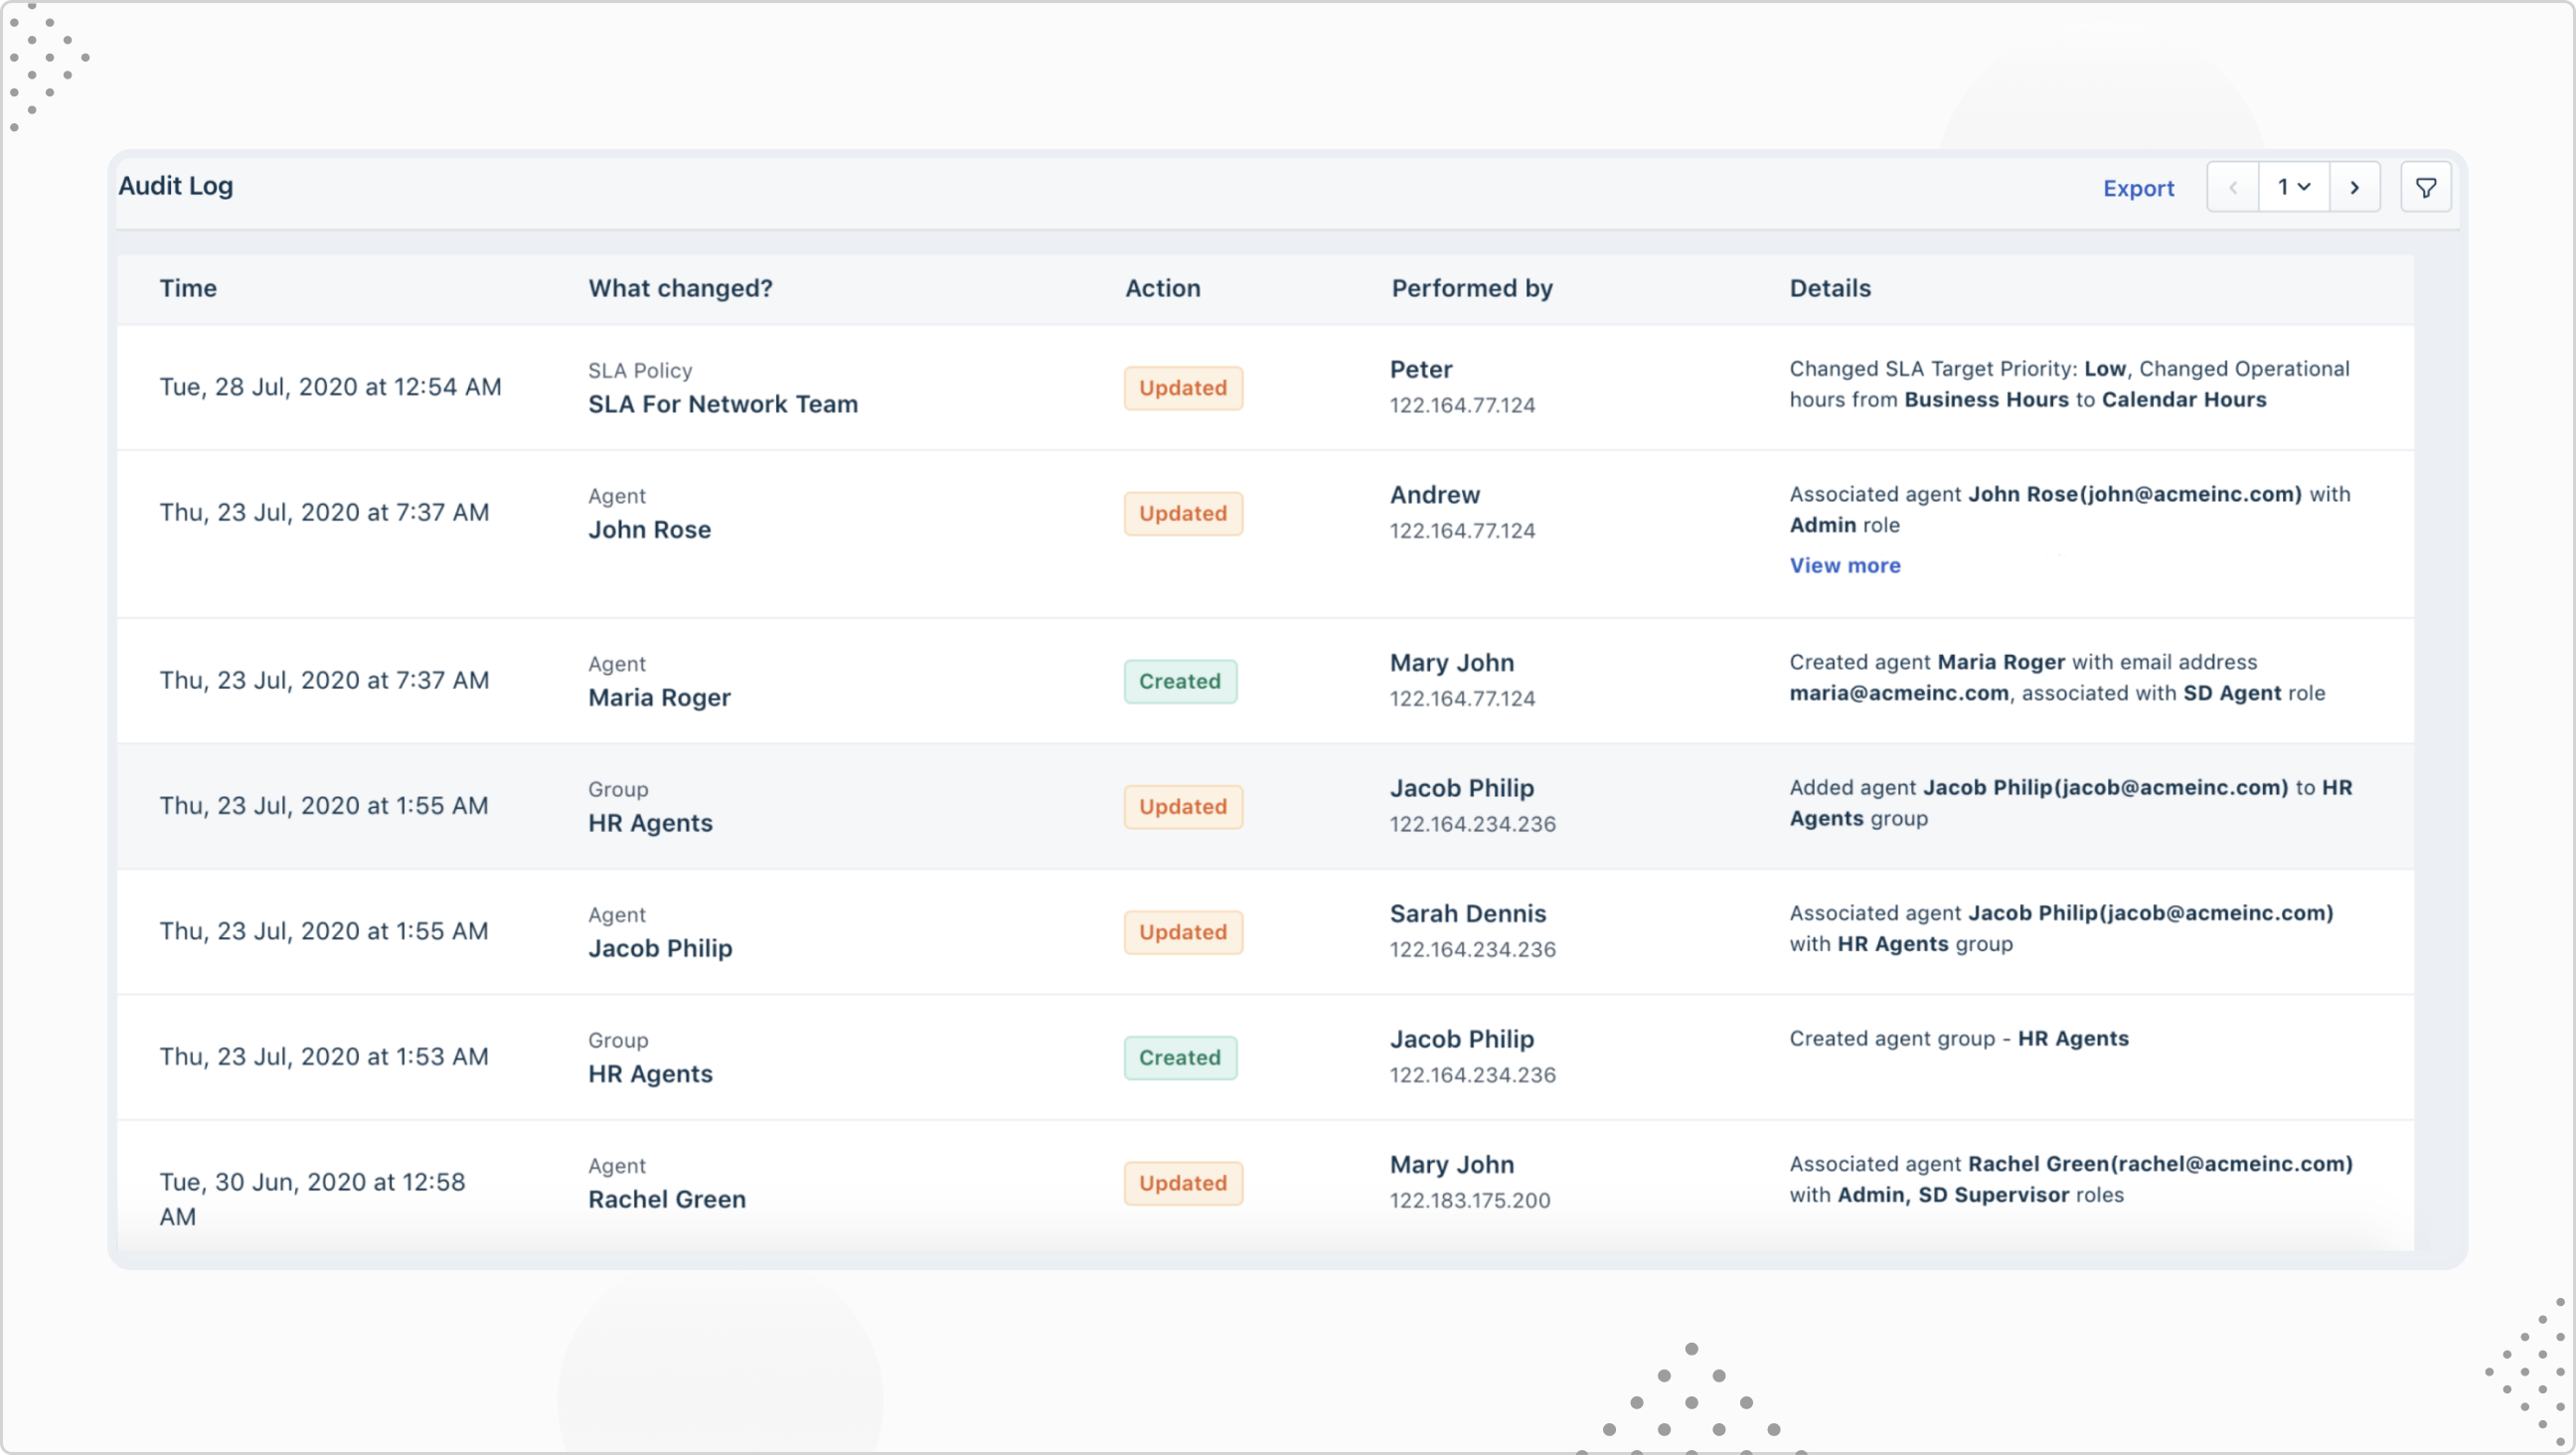 Audit Log
Export
1
Time
What changed?
Action
Performed by
Details
Tue, 28 Jul, 2020 at 12:54 AM
SLA Policy
SLA For Network Team
Updated
Peter
122.164.77.124
Changed SLA Target Priority: Low, Changed Operational
hours from Business Hours to Calendar Hours
Thu, 23 Jul, 2020 at 7:37 AM
Agent
John Rose
Updated
Andrew
122.164.77.124
Associated agent John Rose(john@acmeinc.com) with
Admin role
View more
Thu, 23 Jul, 2020 at 7:37 AM
Agent
Maria Roger
Created
Mary John
122.164.77.124
Created agent Maria Roger with email address
maria@acmeinc.com, associated with SD Agent role
Thu, 23 Jul, 2020 at 1:55 AM
Group
HR Agents
Updated
Jacob Philip
122.164.234.236
Added agent Jacob Philip(jacob@acmeinc.com) to HR
Agents group
Thu, 23 Jul, 2020 at 1:55 AM
Agent
Jacob Philip
Updated
Sarah Dennis
122.164.234.236
Associated agent Jacob Philip(jacob@acmeinc.com)
with HR Agents group
Thu, 23 Jul, 2020 at 1:53 AM
Group
HR Agents
Created
Jacob Philip
122.164.234.236
Created agent group - HR Agents
Tue, 30 Jun, 2020 at 12:58
AM
Agent
Rachel Green
Updated
Mary John
122.183.175.200
Associated agent Rachel Green(rachel@acmeinc.com)
with Admin, SD Supervisor roles